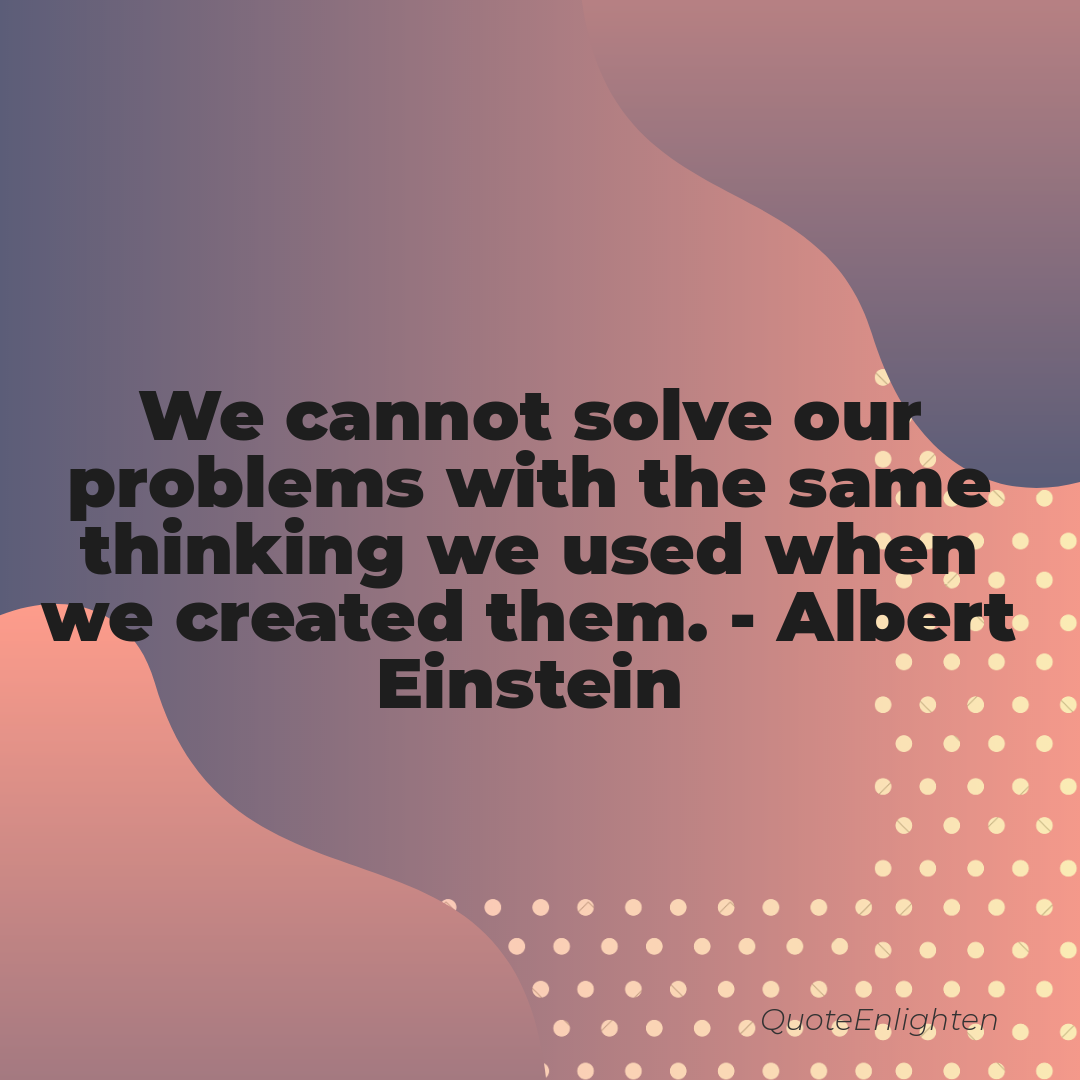 We cannot solve our
problems with the same
thinking we used when
we created them. - Albert
Einstein
QuoteEnlighten